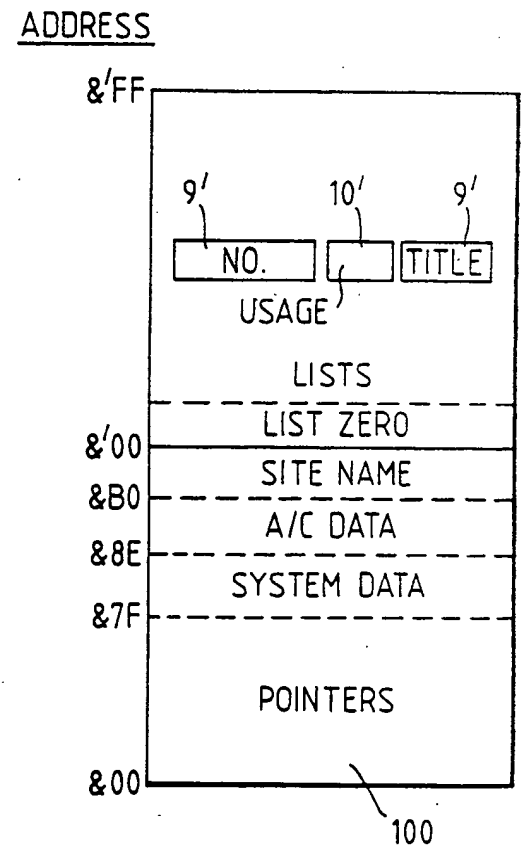 ADDRESS
&'FF
9' 10' 9'
NO. TITLE
USAGE
LISTS
LIST ZERO
&'00
SITE NAME
&B0
A/C DATA
&8E
SYSTEM DATA
&7F
POINTERS
&00
100